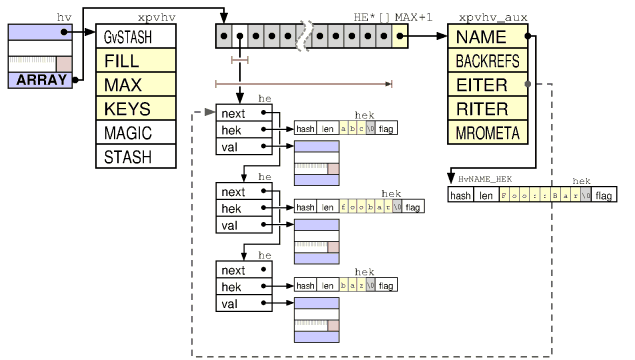 hv
xpvhv
HE*[] MAX+1
xpvhv_aux
GvSTASH
FILL
MAX
KEYS
MAGIC
STASH
ARRAY
NAME
BACKREFS
EITER
RITER
MROMETA
he
next
hek
val
hek
hash len a b c \0 flag
he
next
hek
val
hek
hash len f o o b a r \0 flag
HvNAME_HEK
hek
hash len F o o : : B a r \0 flag
he
next
hek
val
hek
hash len b a z \0 flag